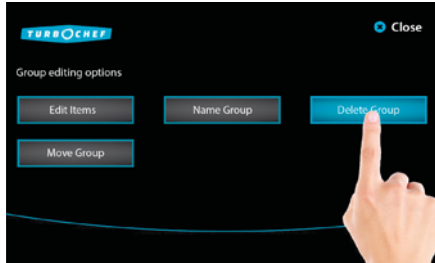 TURBOCHEF
Close
Group editing options
Edit Items
Name Group
Delete Group
Move Group